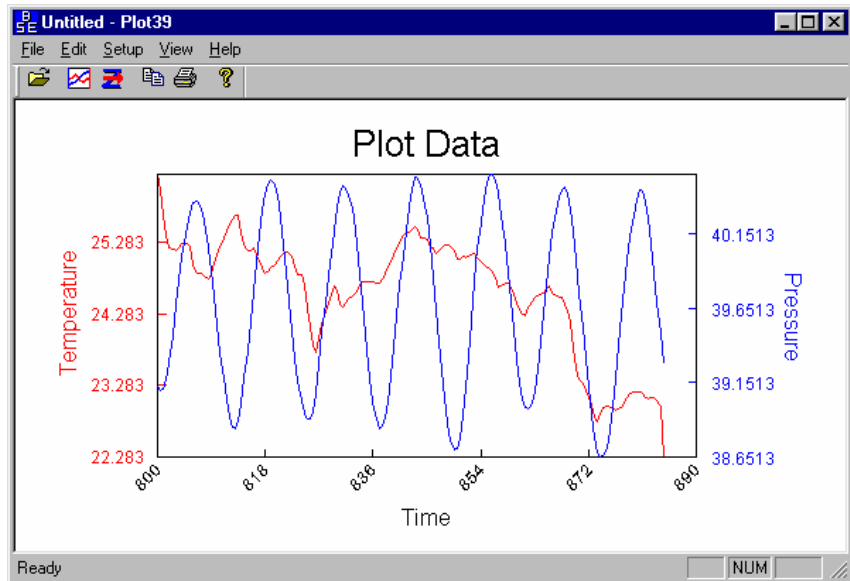 BSE Untitled - Plot39
File Edit Setup View Help
Plot Data
Temperature
25.283
24.283
23.283
22.283
40.1513
39.6513
39.1513
38.6513
Pressure
800 818 836 854 872 890
Time
Ready NUM